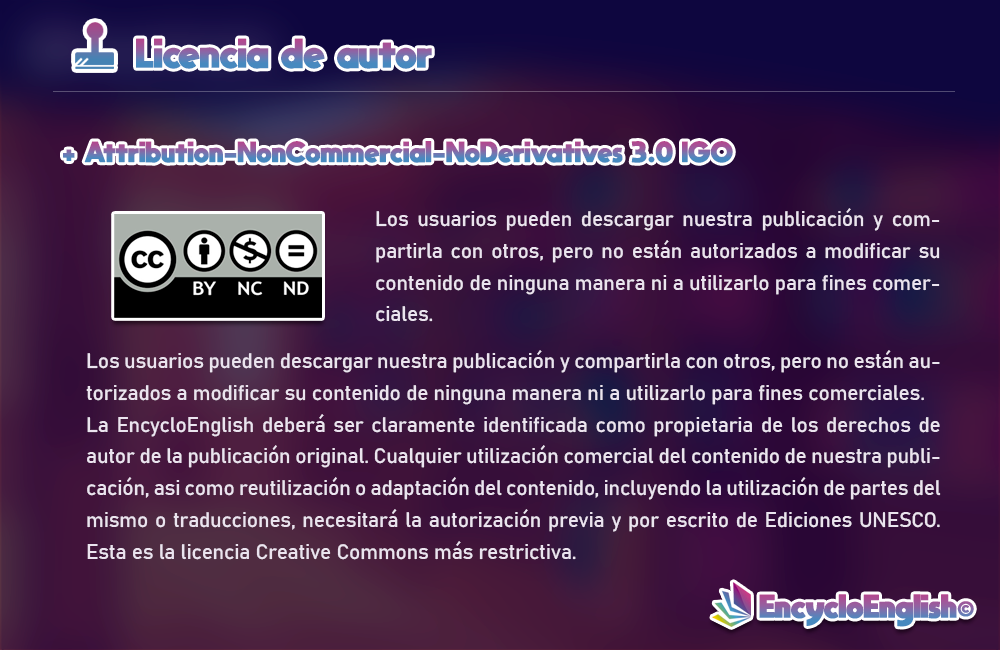 Licencia de autor
+ Attribution-NonCommercial-NoDerivatives 3.0 IGO
cc BY NC ND
Los usuarios pueden descargar nuestra publicación y com-
partirla con otros, pero no están autorizados a modificar su
contenido de ninguna manera ni a utilizarlo para fines comer-
ciales.
Los usuarios pueden descargar nuestra publicación y compartirla con otros, pero no están au-
torizados a modificar su contenido de ninguna manera ni a utilizarlo para fines comerciales.
La EncycloEnglish deberá ser claramente identificada como propietaria de los derechos de
autor de la publicación original. Cualquier utilización comercial del contenido de nuestra publi-
cación, asi como reutilización o adaptación del contenido, incluyendo la utilización de partes del
mismo o traducciones, necesitará la autorización previa y por escrito de Ediciones UNESCO.
Esta es la licencia Creative Commons más restrictiva.
EncycloEnglish©